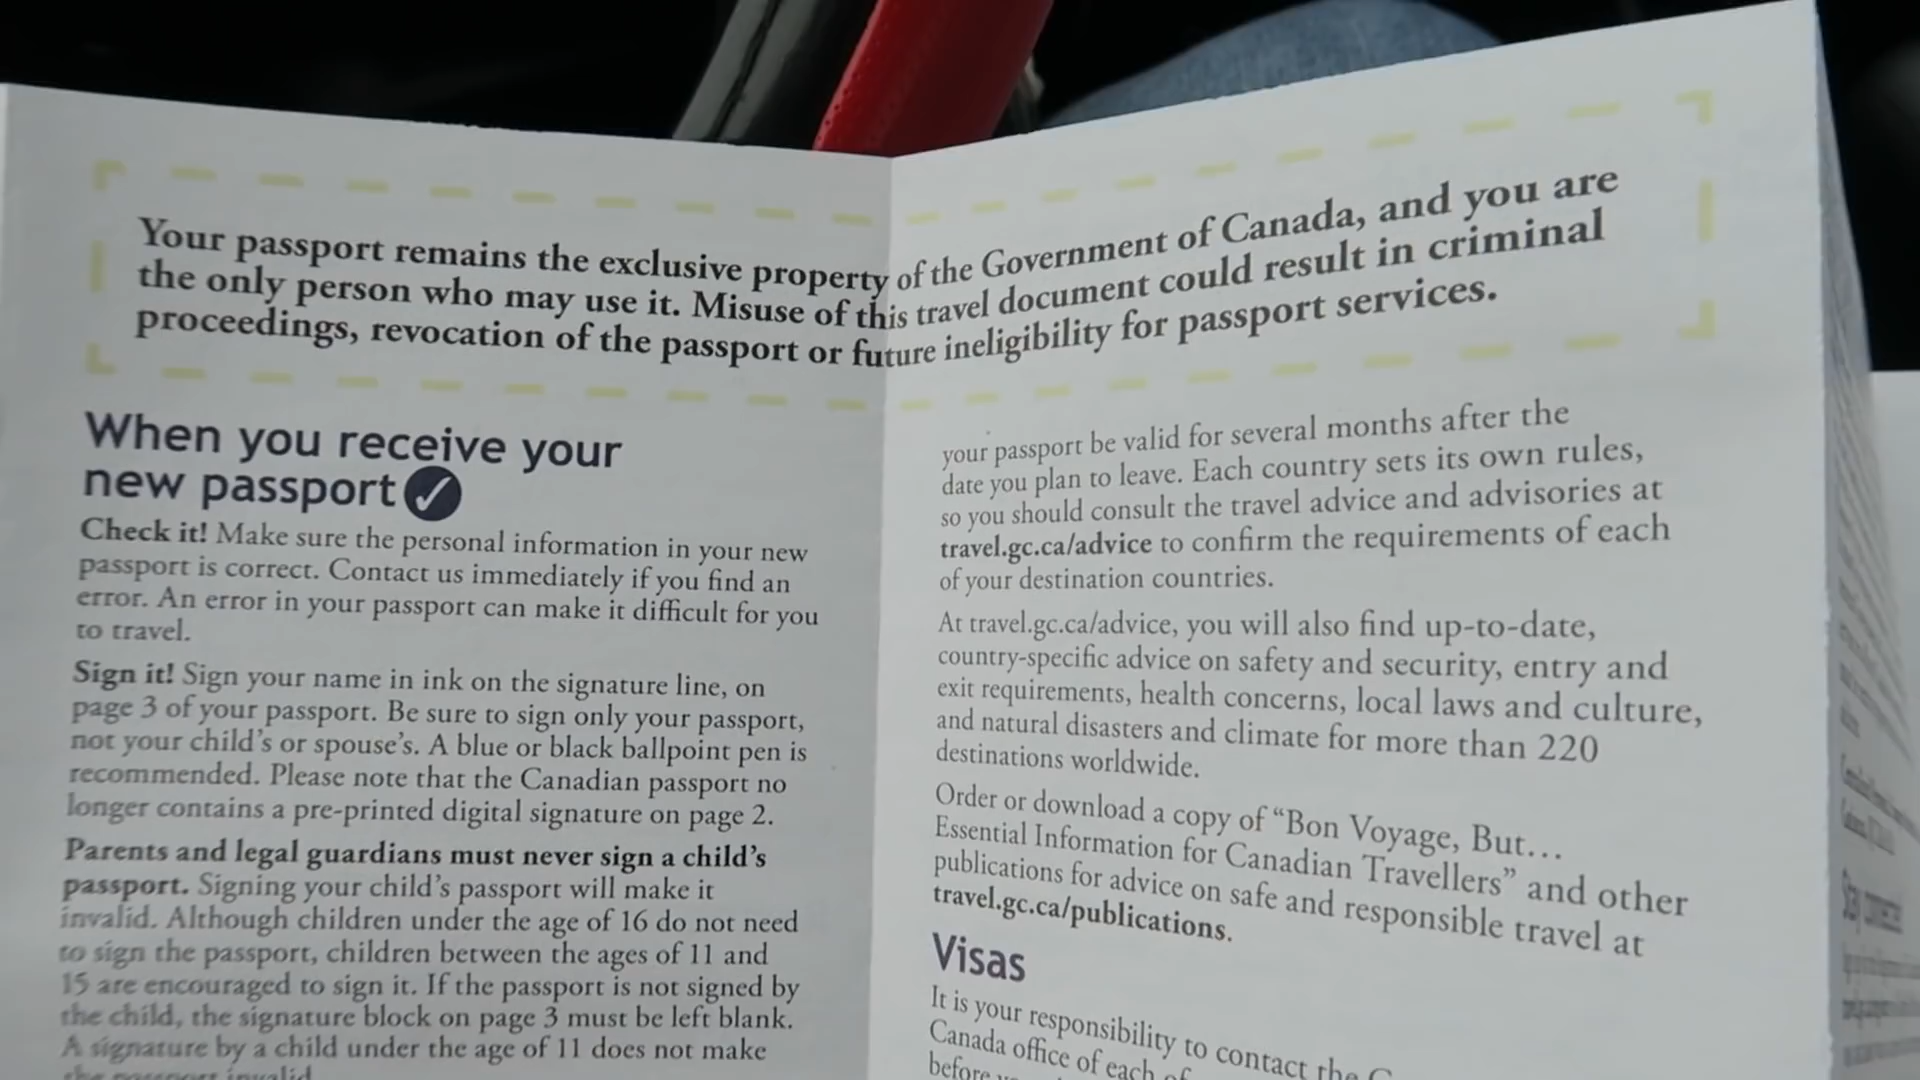 Your passport remains the exclusive property of the Government of Canada, and you are
the only person who may use it. Misuse of this travel document could result in criminal
proceedings, revocation of the passport or future ineligibility for passport services.
When you receive your
new passport
Check it! Make sure the personal information in your new
passport is correct. Contact us immediately if you find an
error. An error in your passport can make it difficult for you
to travel.
Sign it! Sign your name in ink on the signature line, on
page 3 of your passport. Be sure to sign only your passport,
not your child's or spouse's. A blue or black ballpoint pen is
recommended. Please note that the Canadian passport no
longer contains a pre-printed digital signature on page 2.
Parents and legal guardians must never sign a child's
passport. Signing your child's passport will make it
invalid. Although children under the age of 16 do not need
to sign the passport, children between the ages of 11 and
15 are encouraged to sign it. If the passport is not signed by
the child, the signature block on page 3 must be left blank.
A signature by a child under the age of 11 does not make
the passport invalid.
your passport be valid for several months after the
date you plan to leave. Each country sets its own rules,
so you should consult the travel advice and advisories at
travel.gc.ca/advice to confirm the requirements of each
of your destination countries.
At travel.gc.ca/advice, you will also find up-to-date,
country-specific advice on safety and security, entry and
exit requirements, health concerns, local laws and culture,
and natural disasters and climate for more than 220
destinations worldwide.
Order or download a copy of “Bon Voyage, But…
Essential Information for Canadian Travellers” and other
publications for advice on safe and responsible travel at
travel.gc.ca/publications.
Visas
It is your responsibility to contact the
Canada office of each of
before